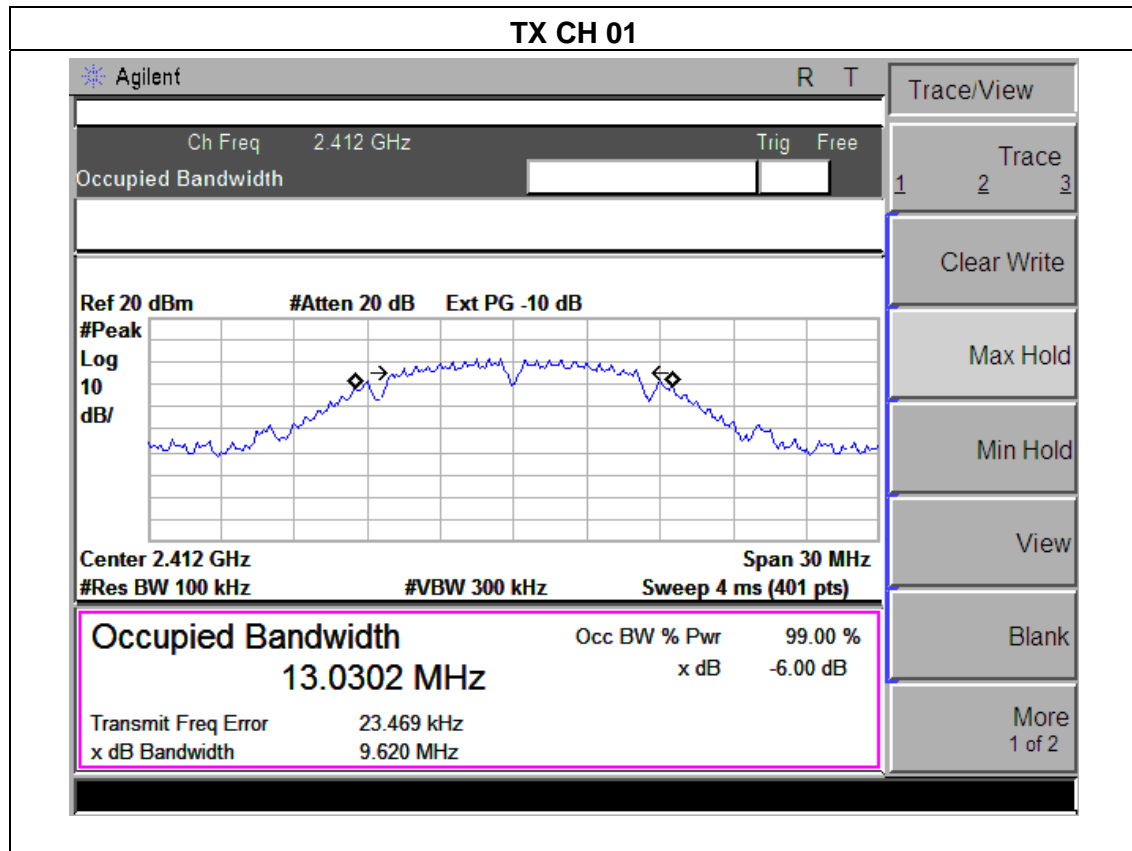 TX CH 01
Agilent R T
Ch Freq 2.412 GHz Trig Free
Occupied Bandwidth
Ref 20 dBm #Atten 20 dB Ext PG -10 dB
#Peak
Log
10
dB/
Center 2.412 GHz Span 30 MHz
#Res BW 100 kHz #VBW 300 kHz Sweep 4 ms (401 pts)
Occupied Bandwidth Occ BW % Pwr 99.00 %
13.0302 MHz x dB -6.00 dB
Transmit Freq Error 23.469 kHz
x dB Bandwidth 9.620 MHz
Trace/View
Trace
1 2 3
Clear Write
Max Hold
Min Hold
View
Blank
More
1 of 2